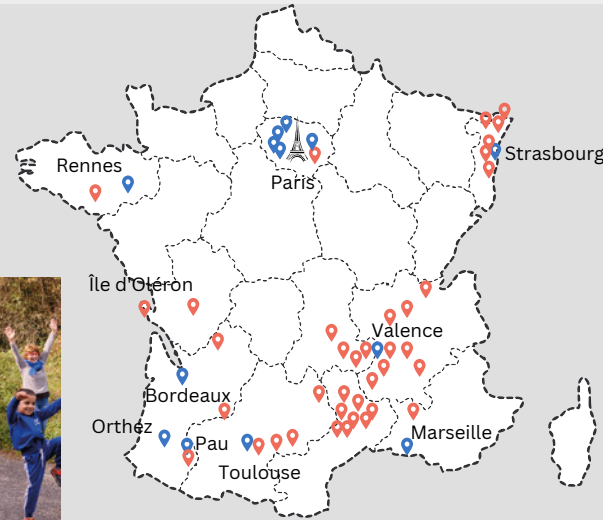 Rennes
Paris
Strasbourg
Île d'Oléron
Valence
Bordeaux
Orthez
Pau
Marseille
Toulouse